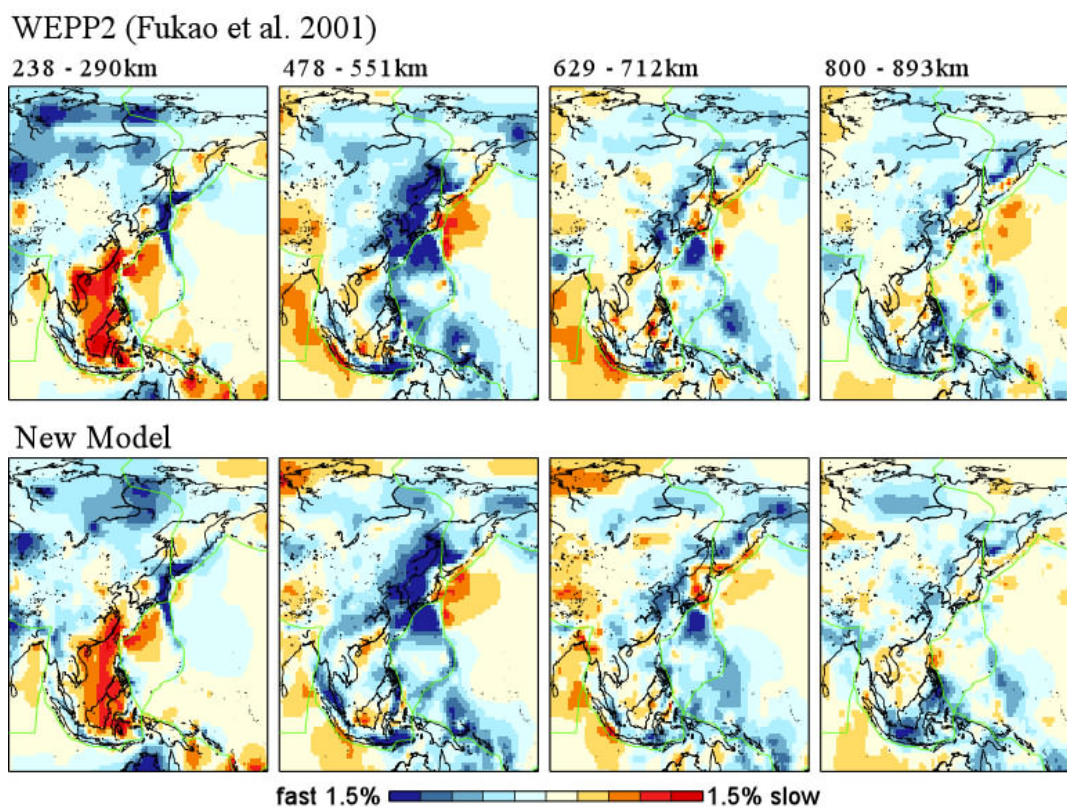 WEPP2 (Fukao et al. 2001)
238 - 290km 478 - 551km 629 - 712km 800 - 893km
New Model
fast 1.5% 1.5% slow